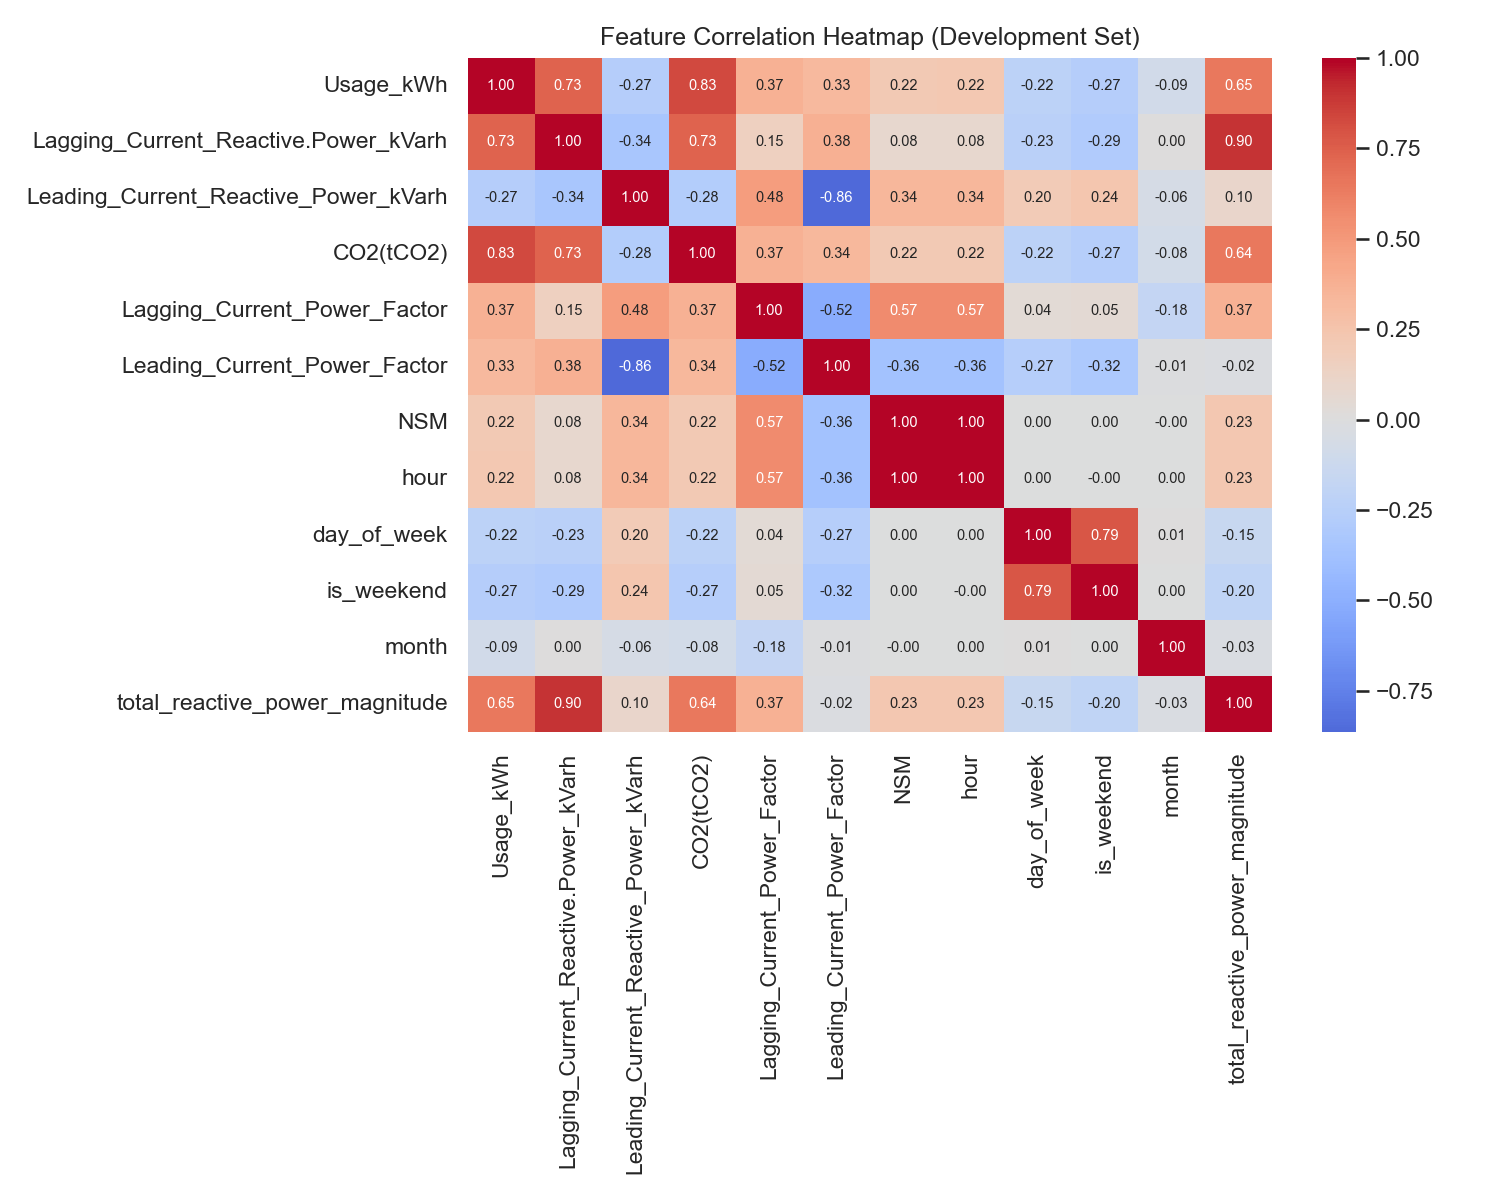 Feature Correlation Heatmap (Development Set)
Usage_kWh 1.00 0.73 -0.27 0.83 0.37 0.33 0.22 0.22 -0.22 -0.27 -0.09 0.65
Lagging_Current_Reactive.Power_kVarh 0.73 1.00 -0.34 0.73 0.15 0.38 0.08 0.08 -0.23 -0.29 0.00 0.90
Leading_Current_Reactive_Power_kVarh -0.27 -0.34 1.00 -0.28 0.48 -0.86 0.34 0.34 0.20 0.24 -0.06 0.10
CO2(tCO2) 0.83 0.73 -0.28 1.00 0.37 0.34 0.22 0.22 -0.22 -0.27 -0.08 0.64
Lagging_Current_Power_Factor 0.37 0.15 0.48 0.37 1.00 -0.52 0.57 0.57 0.04 0.05 -0.18 0.37
Leading_Current_Power_Factor 0.33 0.38 -0.86 0.34 -0.52 1.00 -0.36 -0.36 -0.27 -0.32 -0.01 -0.02
NSM 0.22 0.08 0.34 0.22 0.57 -0.36 1.00 1.00 0.00 0.00 -0.00 0.23
hour 0.22 0.08 0.34 0.22 0.57 -0.36 1.00 1.00 0.00 -0.00 0.00 0.23
day_of_week -0.22 -0.23 0.20 -0.22 0.04 -0.27 0.00 0.00 1.00 0.79 0.01 -0.15
is_weekend -0.27 -0.29 0.24 -0.27 0.05 -0.32 0.00 -0.00 0.79 1.00 0.00 -0.20
month -0.09 0.00 -0.06 -0.08 -0.18 -0.01 -0.00 0.00 0.01 0.00 1.00 -0.03
total_reactive_power_magnitude 0.65 0.90 0.10 0.64 0.37 -0.02 0.23 0.23 -0.15 -0.20 -0.03 1.00
Usage_kWh
Lagging_Current_Reactive.Power_kVarh
Leading_Current_Reactive_Power_kVarh
CO2(tCO2)
Lagging_Current_Power_Factor
Leading_Current_Power_Factor
NSM
hour
day_of_week
is_weekend
month
total_reactive_power_magnitude
1.00
0.75
0.50
0.25
0.00
−0.25
−0.50
−0.75